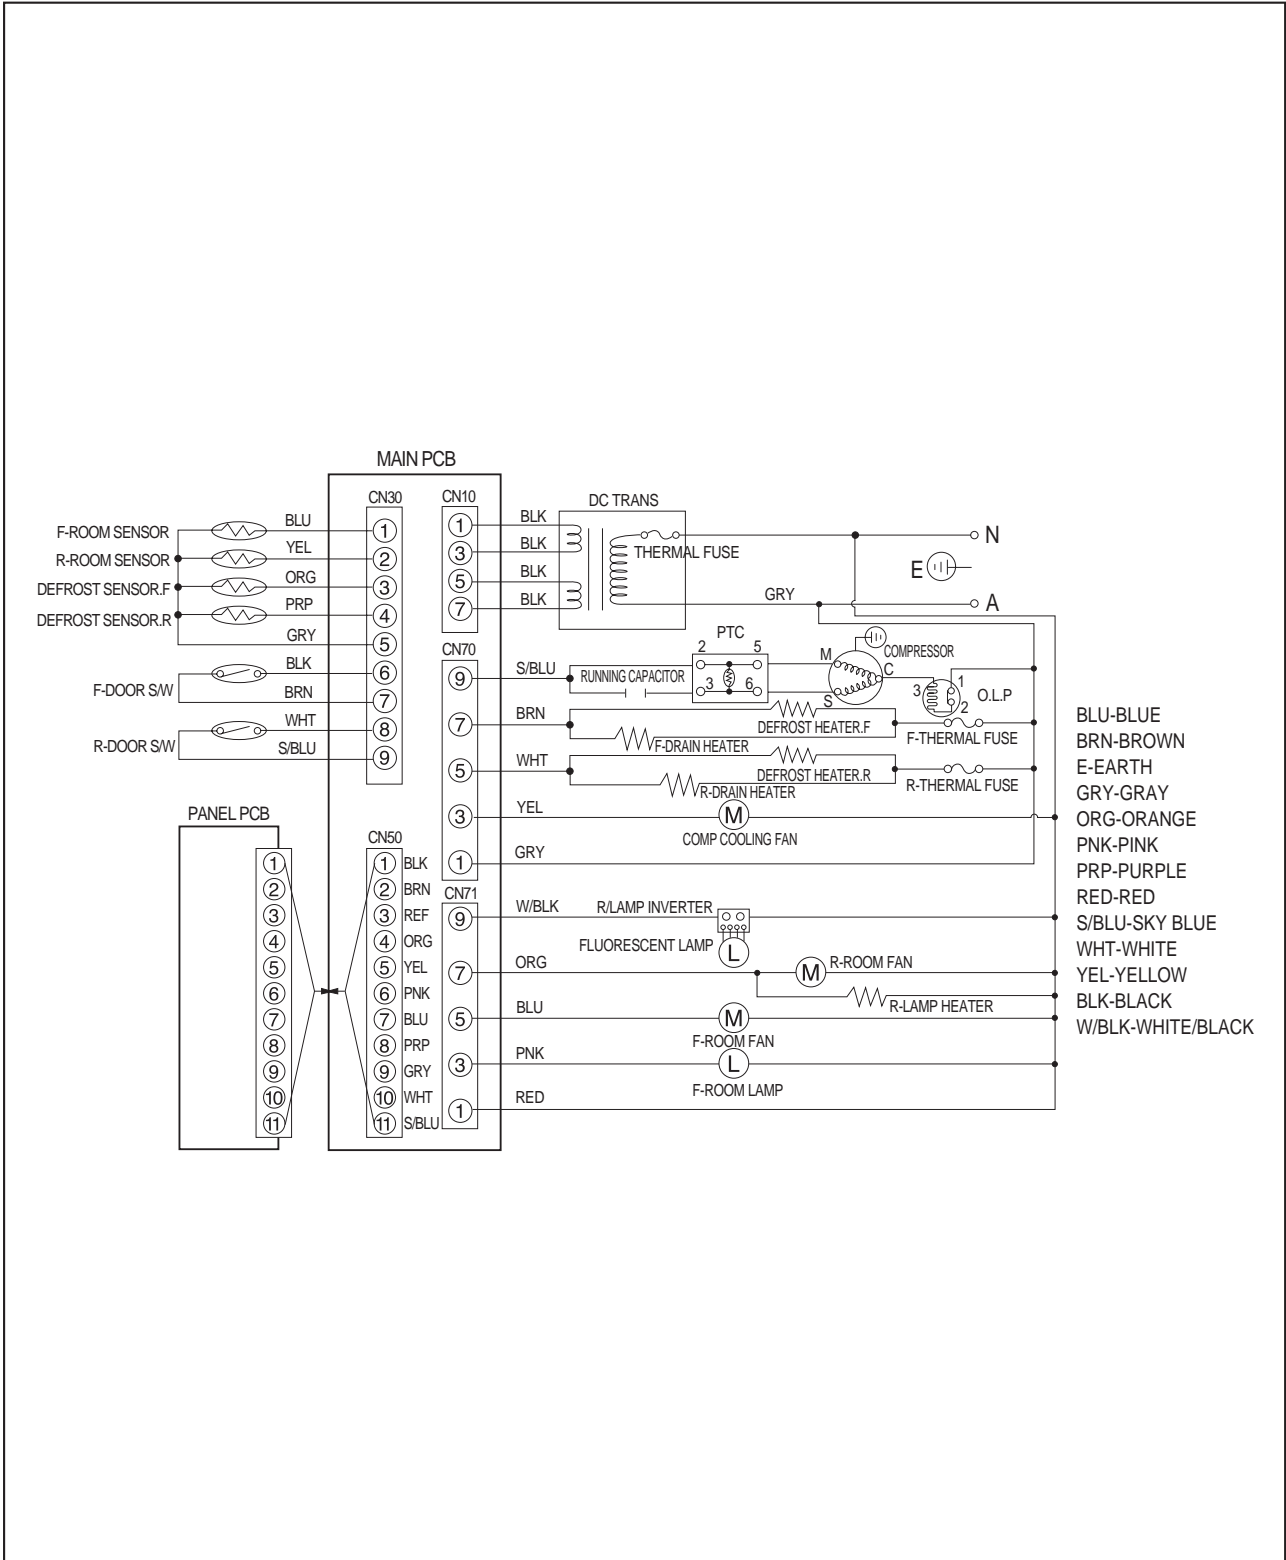 MAIN PCB
CN30
CN10
DC TRANS
F-ROOM SENSOR
BLU
1
R-ROOM SENSOR
YEL
2
DEFROST SENSOR.F
ORG
3
DEFROST SENSOR.R
PRP
4
GRY
5
F-DOOR S/W
BLK
6
BRN
7
R-DOOR S/W
WHT
8
S/BLU
9
1
BLK
3
BLK
5
BLK
7
BLK
THERMAL FUSE
N
E
GRY
A
CN70
9
S/BLU
RUNNING CAPACITOR
PTC
2
5
3
6
M
C
S
COMPRESSOR
3
1
2
O.L.P
7
BRN
DEFROST HEATER.F
F-DRAIN HEATER
F-THERMAL FUSE
5
WHT
DEFROST HEATER.R
R-DRAIN HEATER
R-THERMAL FUSE
3
YEL
M
COMP COOLING FAN
1
GRY
PANEL PCB
1
2
3
4
5
6
7
8
9
10
11
CN50
1 BLK
2 BRN
3 REF
4 ORG
5 YEL
6 PNK
7 BLU
8 PRP
9 GRY
10 WHT
11 S/BLU
CN71
9
W/BLK
R/LAMP INVERTER
FLUORESCENT LAMP
L
7
ORG
M
R-ROOM FAN
R-LAMP HEATER
5
BLU
M
F-ROOM FAN
3
PNK
L
F-ROOM LAMP
1
RED
BLU-BLUE
BRN-BROWN
E-EARTH
GRY-GRAY
ORG-ORANGE
PNK-PINK
PRP-PURPLE
RED-RED
S/BLU-SKY BLUE
WHT-WHITE
YEL-YELLOW
BLK-BLACK
W/BLK-WHITE/BLACK